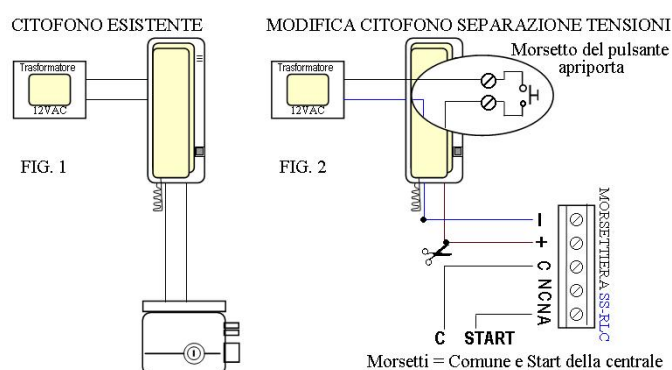 CITOFONO ESISTENTE
MODIFICA CITOFONO SEPARAZIONE TENSIONI
Trasformatore
12VAC
FIG. 1
Trasformatore
12VAC
FIG. 2
Morsetto del pulsante
apriporta
–
+
C
NC
NA
MORSETTIERA SS-RLC
C START
Morsetti = Comune e Start della centrale